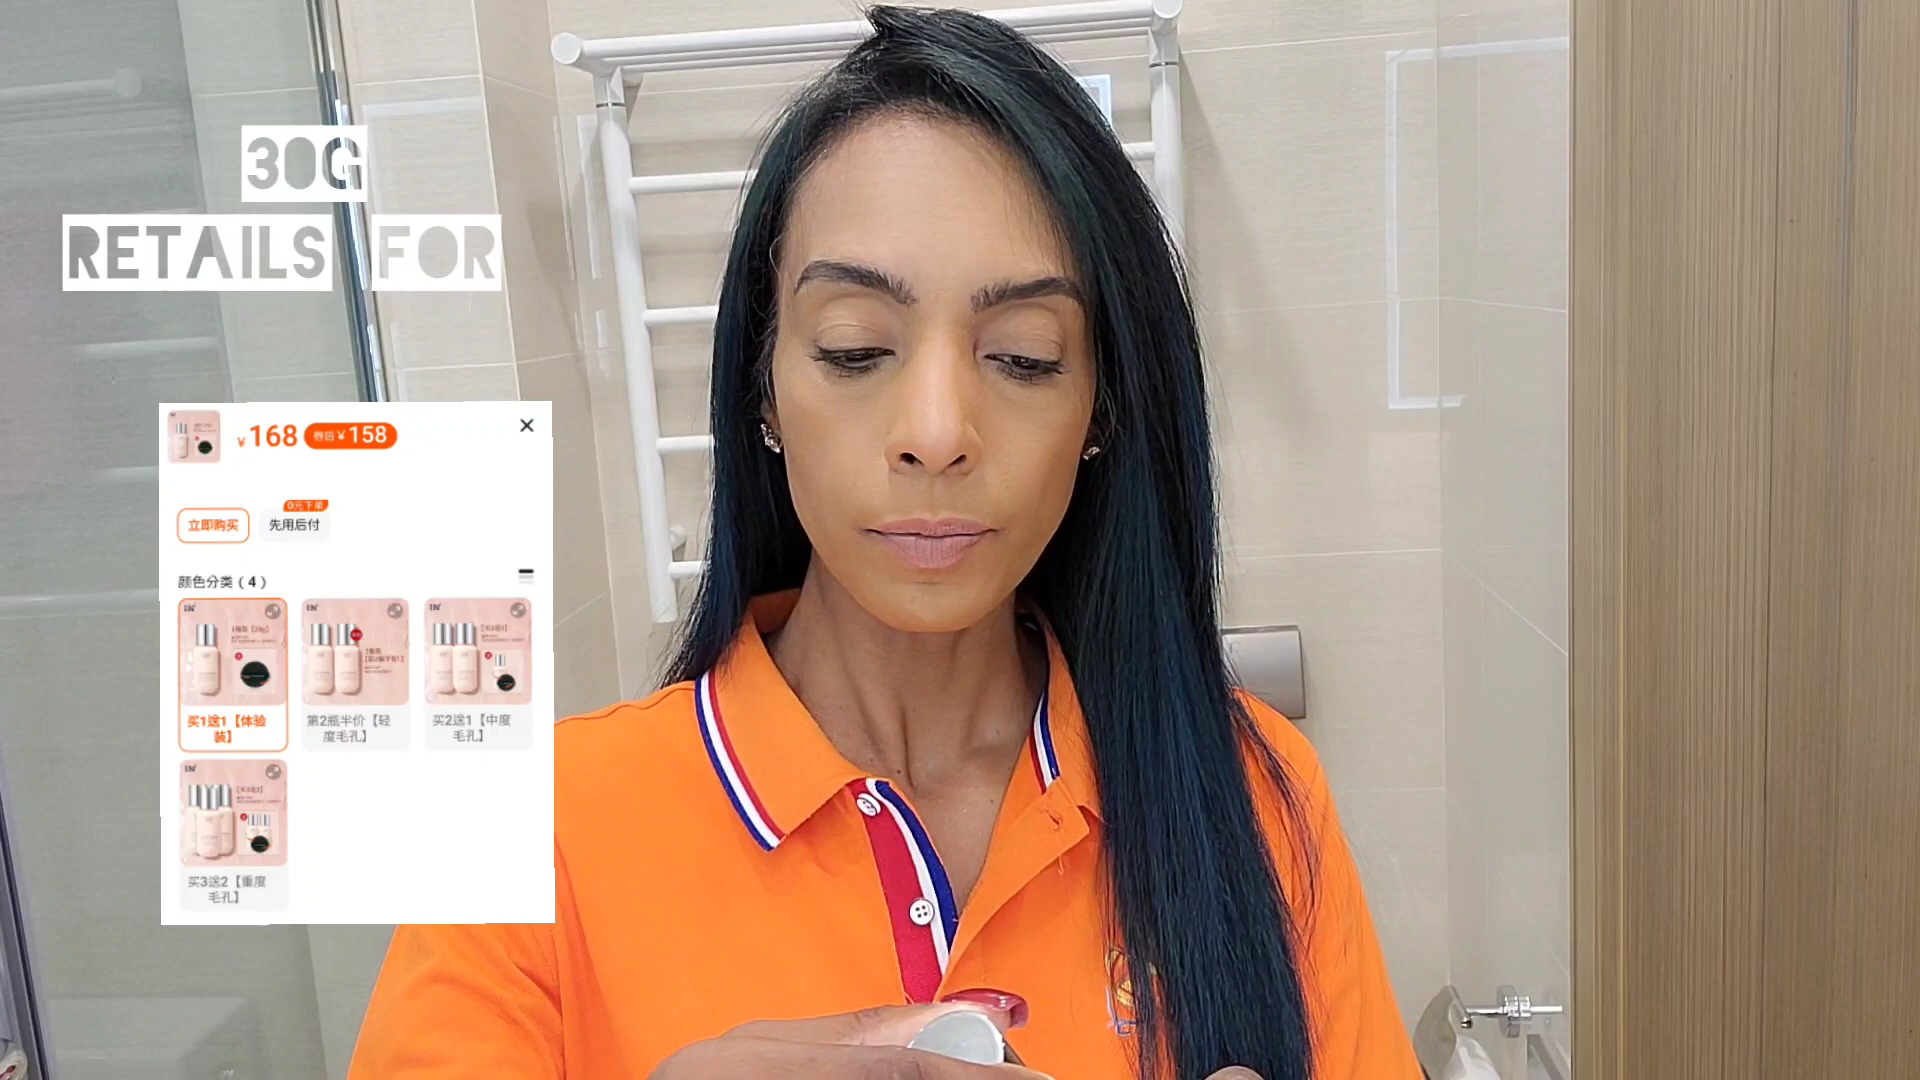 30G
RETAILS FOR
¥168 券后¥158
0元下单
立即购买 先用后付
颜色分类（4）
买1送1【体验
装】
第2瓶半价【轻
度毛孔】
买2送1【中度
毛孔】
买3送2【重度
毛孔】